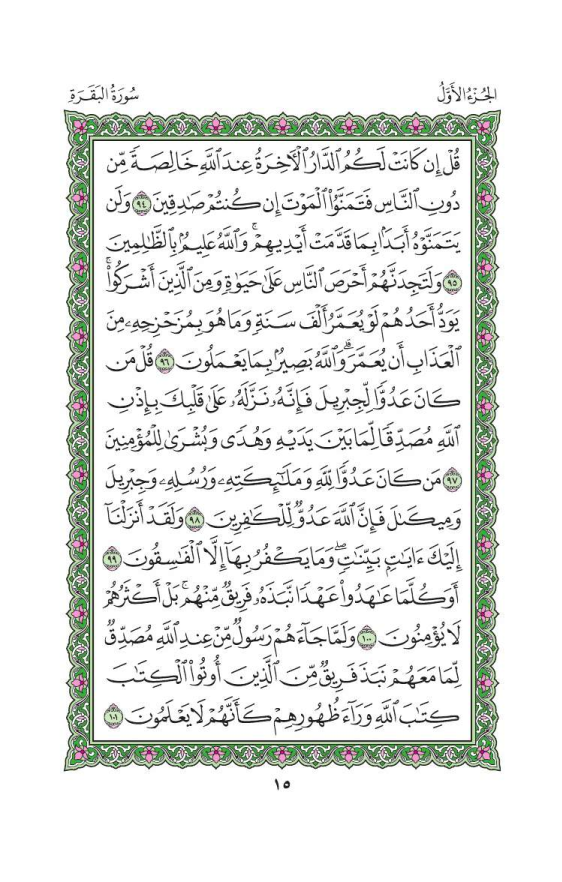 الجُزْءُ الأَوَّلُ
سُورَةُ البَقَرَةِ
قُلْ إِن كَانَتْ لَكُمُ ٱلدَّارُ ٱلْأَخِرَةُ عِندَ ٱللَّهِ خَالِصَةً مِّن
دُونِ ٱلنَّاسِ فَتَمَنَّوُا۟ ٱلْمَوْتَ إِن كُنتُمْ صَٰدِقِينَ ٩٤ وَلَن
يَتَمَنَّوْهُ أَبَدًۢا بِمَا قَدَّمَتْ أَيْدِيهِمْ ۚ وَٱللَّهُ عَلِيمٌۢ بِٱلظَّٰلِمِينَ
٩٥ وَلَتَجِدَنَّهُمْ أَحْرَصَ ٱلنَّاسِ عَلَىٰ حَيَوٰةٍ وَمِنَ ٱلَّذِينَ أَشْرَكُوا۟ ۚ
يَوَدُّ أَحَدُهُمْ لَوْ يُعَمَّرُ أَلْفَ سَنَةٍ وَمَا هُوَ بِمُزَحْزِحِهِۦ مِنَ
ٱلْعَذَابِ أَن يُعَمَّرَ ۗ وَٱللَّهُ بَصِيرٌۢ بِمَا يَعْمَلُونَ ٩٦ قُلْ مَن
كَانَ عَدُوًّا لِّجِبْرِيلَ فَإِنَّهُۥ نَزَّلَهُۥ عَلَىٰ قَلْبِكَ بِإِذْنِ
ٱللَّهِ مُصَدِّقًا لِّمَا بَيْنَ يَدَيْهِ وَهُدًى وَبُشْرَىٰ لِلْمُؤْمِنِينَ
٩٧ مَن كَانَ عَدُوًّا لِّلَّهِ وَمَلَٰٓئِكَتِهِۦ وَرُسُلِهِۦ وَجِبْرِيلَ
وَمِيكَىٰلَ فَإِنَّ ٱللَّهَ عَدُوٌّ لِّلْكَٰفِرِينَ ٩٨ وَلَقَدْ أَنزَلْنَآ
إِلَيْكَ ءَايَٰتٍۭ بَيِّنَٰتٍ ۖ وَمَا يَكْفُرُ بِهَآ إِلَّا ٱلْفَٰسِقُونَ ٩٩
أَوَكُلَّمَا عَٰهَدُوا۟ عَهْدًا نَّبَذَهُۥ فَرِيقٌ مِّنْهُم ۚ بَلْ أَكْثَرُهُمْ
لَا يُؤْمِنُونَ ١٠٠ وَلَمَّا جَآءَهُمْ رَسُولٌ مِّنْ عِندِ ٱللَّهِ مُصَدِّقٌ
لِّمَا مَعَهُمْ نَبَذَ فَرِيقٌ مِّنَ ٱلَّذِينَ أُوتُوا۟ ٱلْكِتَٰبَ
كِتَٰبَ ٱللَّهِ وَرَآءَ ظُهُورِهِمْ كَأَنَّهُمْ لَا يَعْلَمُونَ ١٠١
١٥